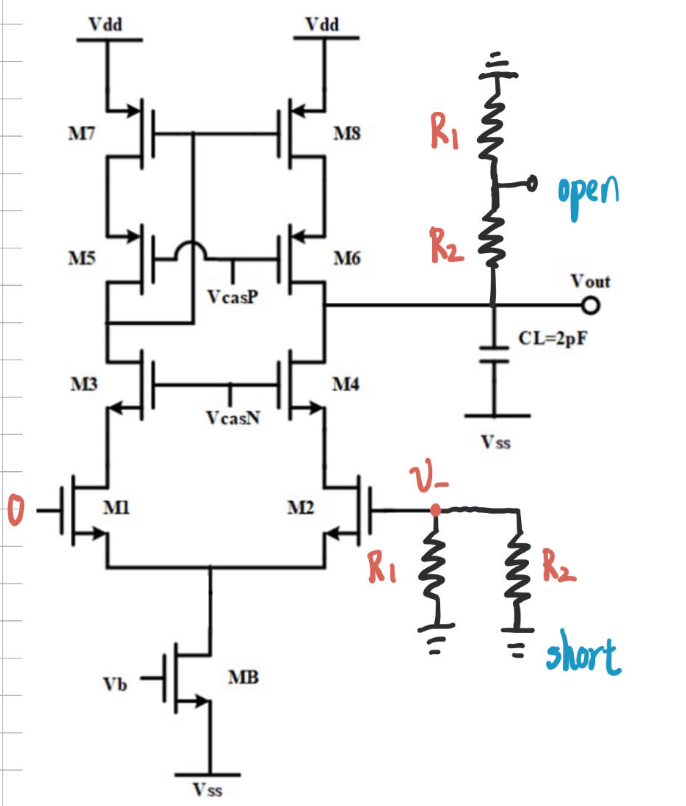 Vdd
Vdd
M7
M8
R1
open
R2
M5
M6
VcasP
Vout
CL=2pF
M3
M4
VcasN
Vss
V-
0
M1
M2
R1
R2
short
Vb
MB
Vss